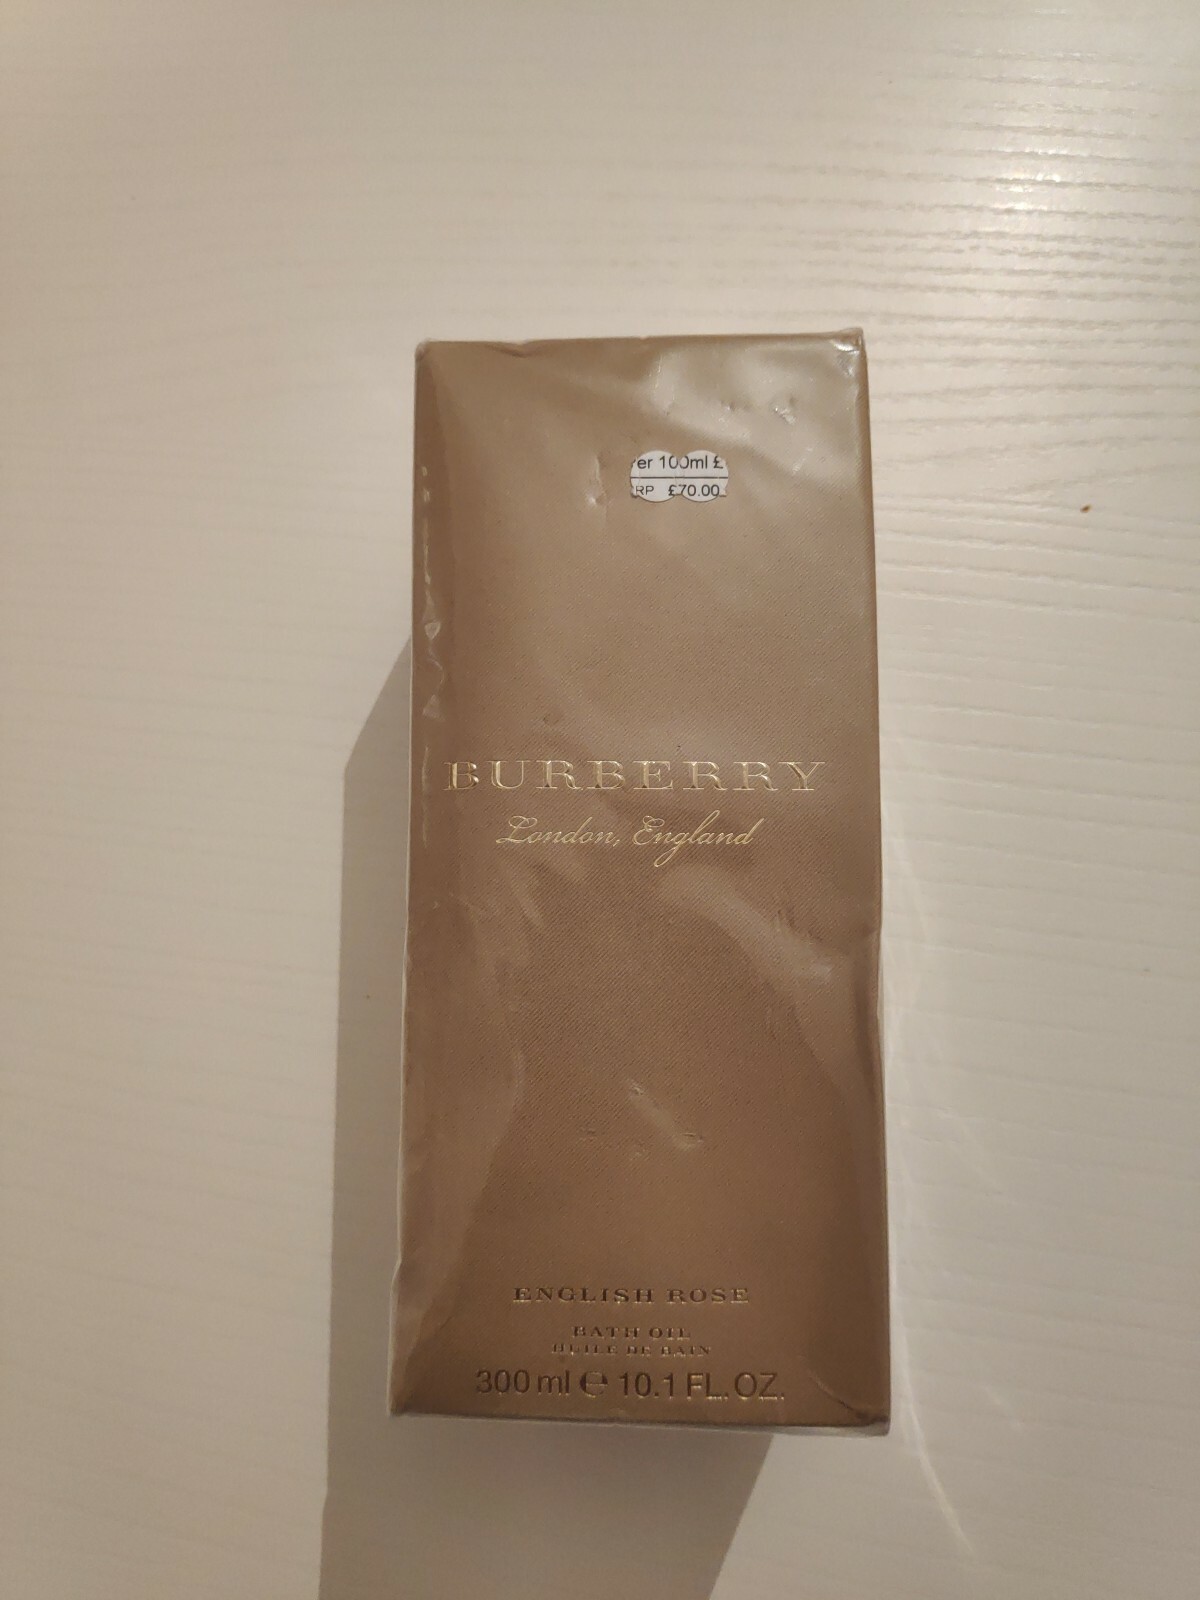 er 100ml £
RP £70.00
BURBERRY
London, England
ENGLISH ROSE
BATH OIL
HUILE DE BAIN
300 ml e 10.1 FL. OZ.